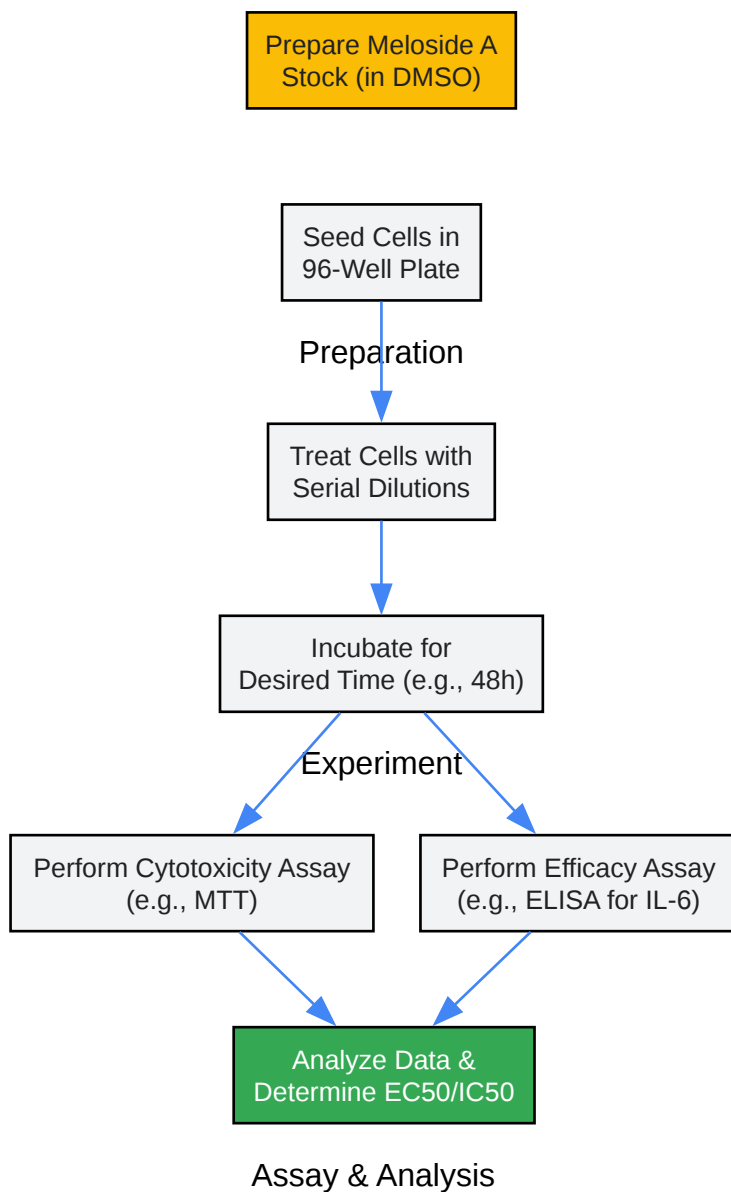 Prepare Meloside A
Stock (in DMSO)
Seed Cells in
96-Well Plate
Preparation
Treat Cells with
Serial Dilutions
Incubate for
Desired Time (e.g., 48h)
Experiment
Perform Cytotoxicity Assay
(e.g., MTT)
Perform Efficacy Assay
(e.g., ELISA for IL-6)
Analyze Data &
Determine EC50/IC50
Assay & Analysis